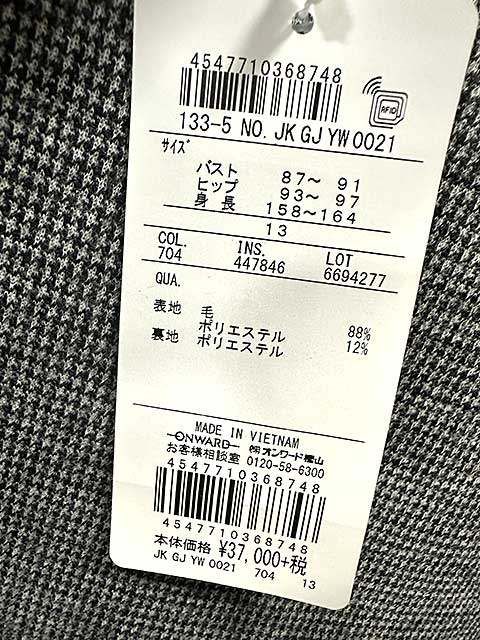 4547710368748
RFID
133-5 NO. JK GJ YW 0021
サイズ
バスト 87～ 91
ヒップ 93～ 97
身長 158～164
13
COL. INS. LOT
704 447846 6694277
QUA.
表地 毛 88%
ポリエステル 12%
裏地 ポリエステル
MADE IN VIETNAM
ONWARD ㈱オンワード樫山
お客様相談室 0120-58-6300
4547710368748
4547710368748
本体価格 ¥37,000+税
JK GJ YW 0021 704 13